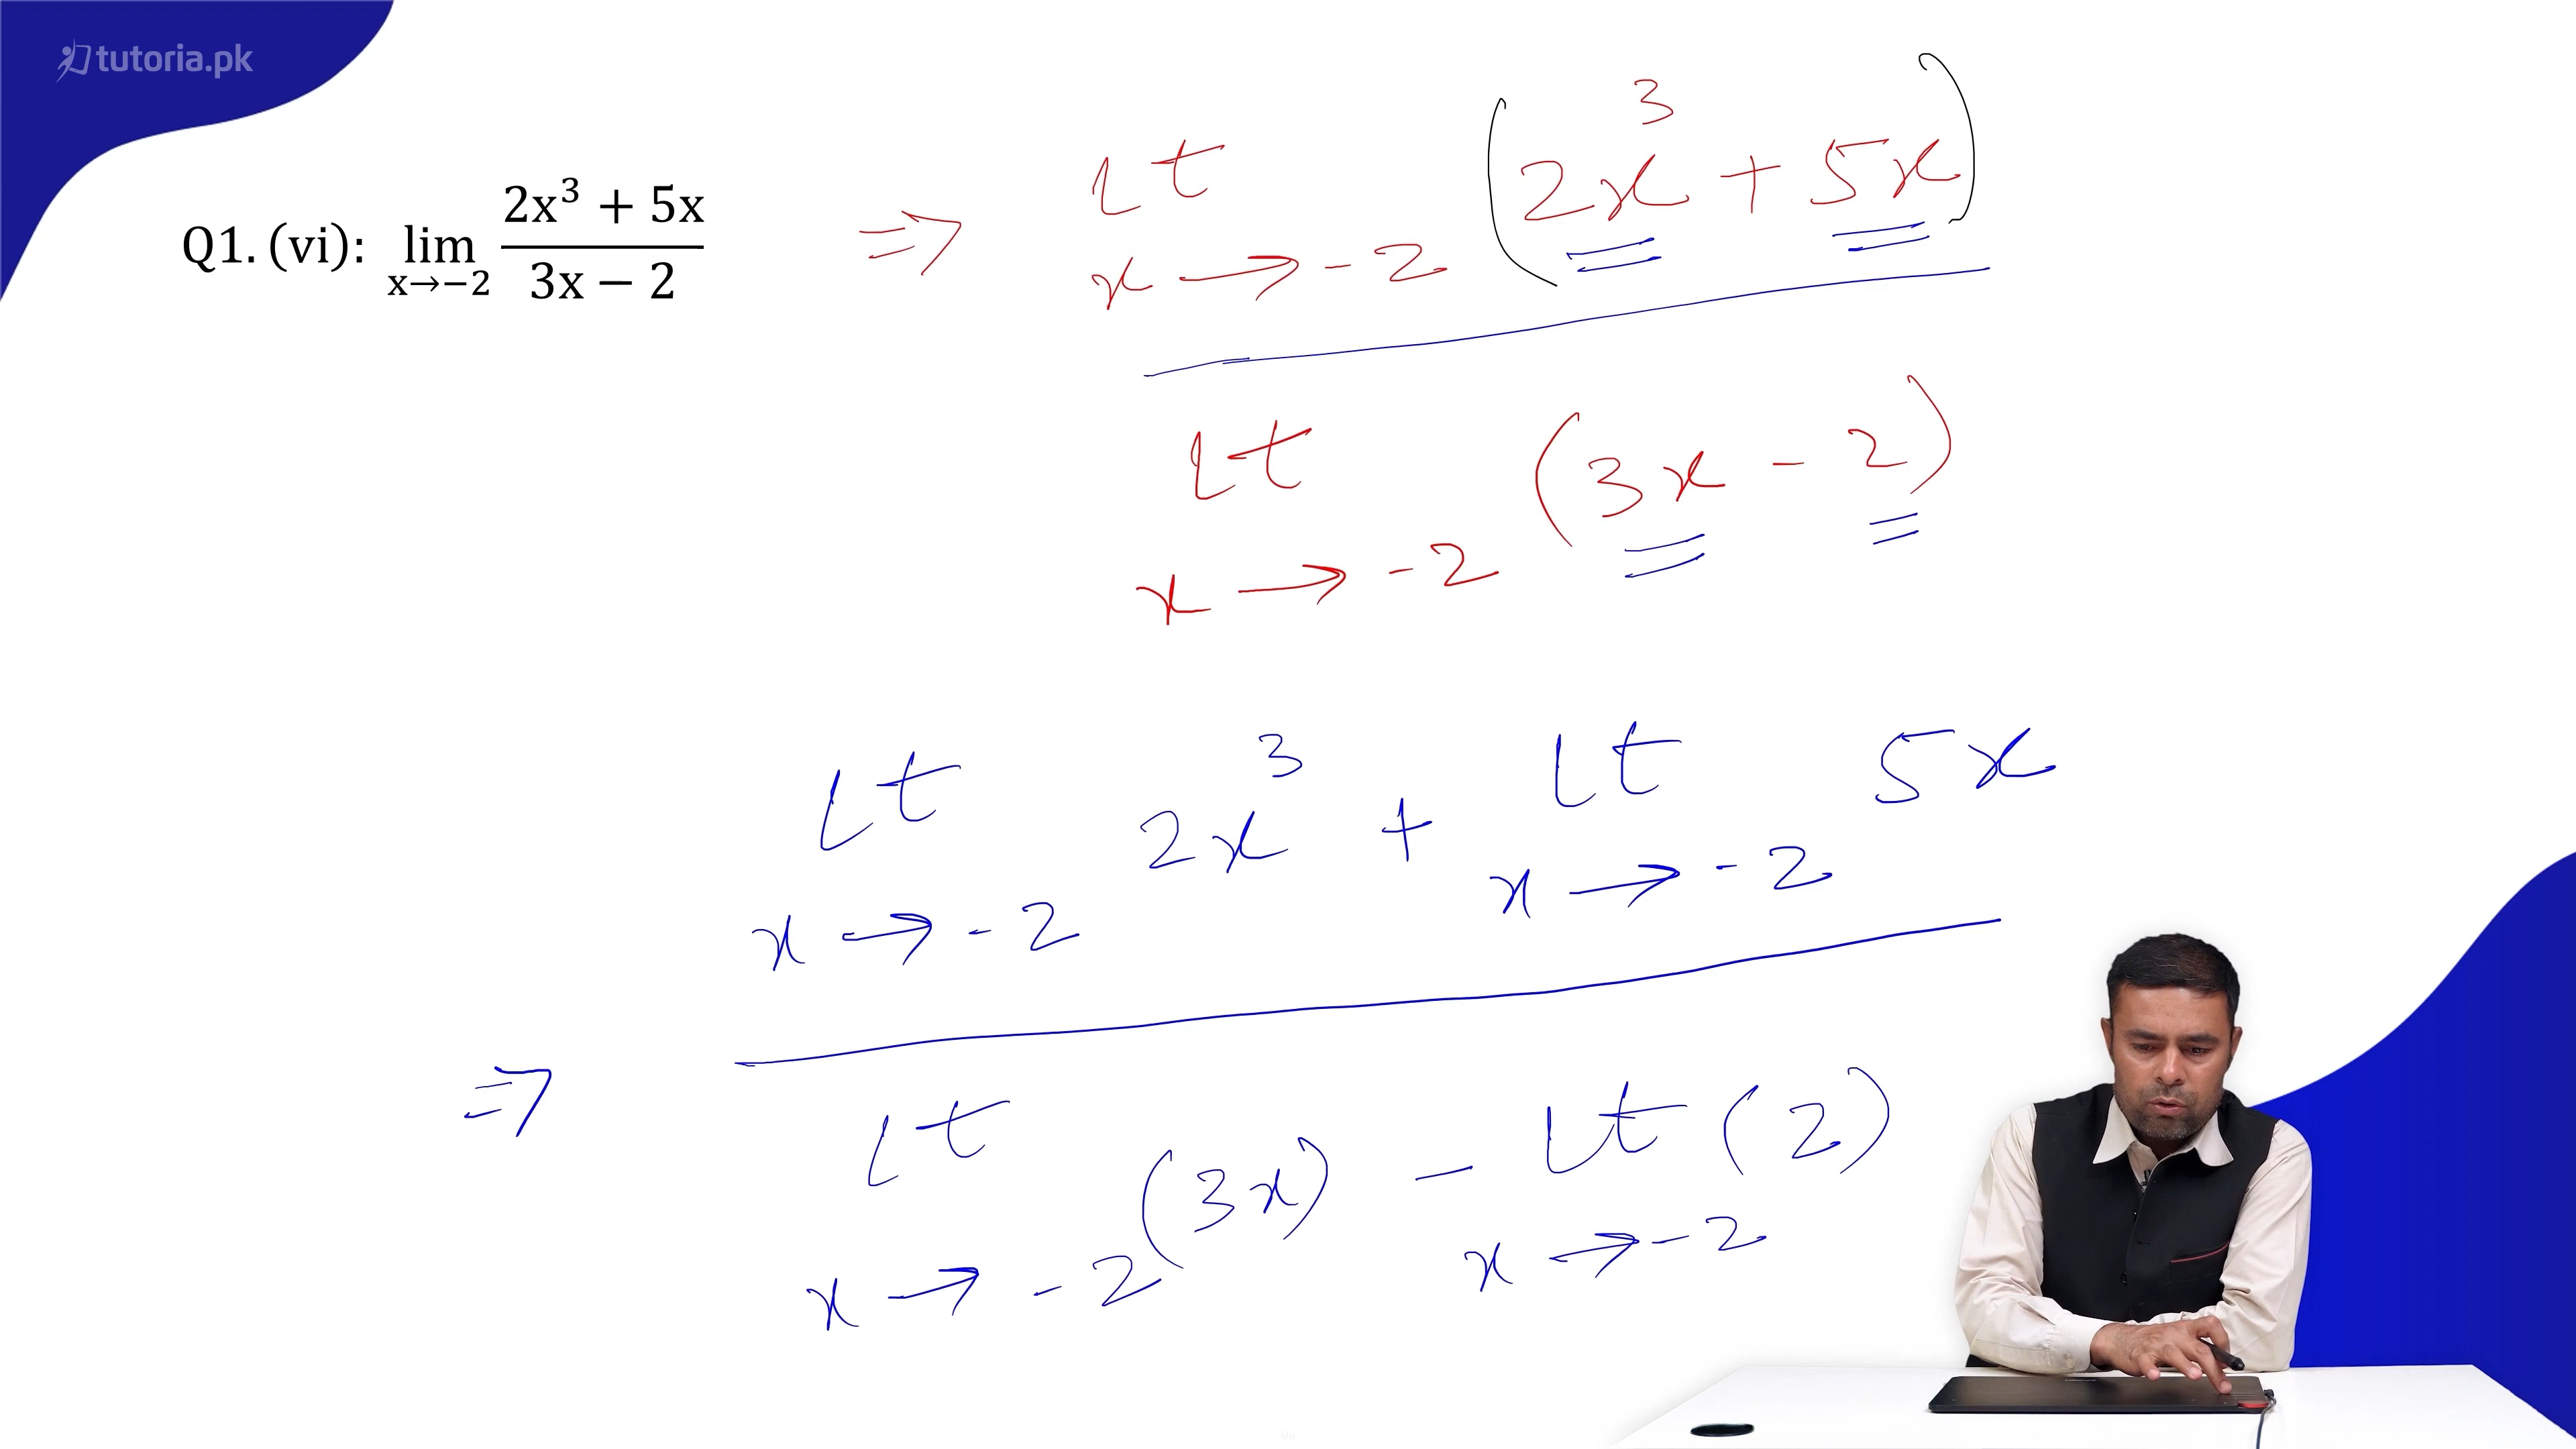 tutoria.pk
Q1. (vi): lim x→−2 (2x³ + 5x)/(3x − 2)
⇒ Lt x → -2 (2x³ + 5x)
Lt x → -2 (3x - 2)
Lt x → -2 2x³ + Lt x → -2 5x
⇒
Lt x → -2 (3x) - Lt x → -2 (2)